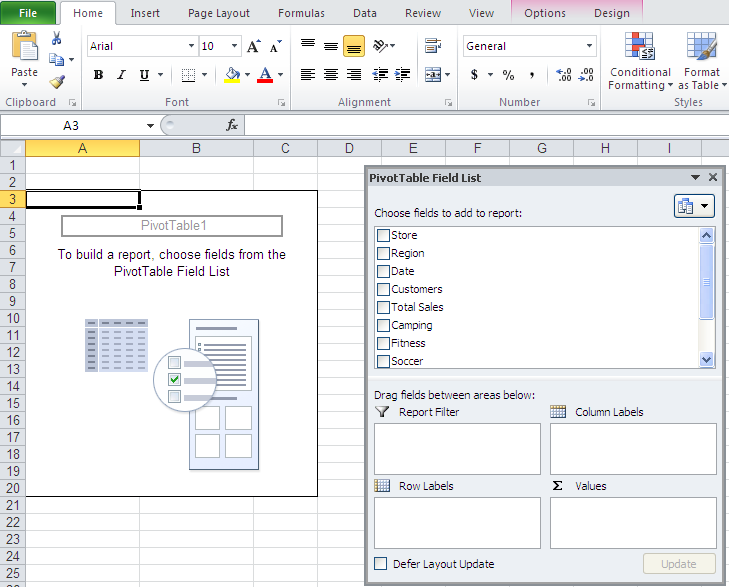 File Home Insert Page Layout Formulas Data Review View Options Design
Arial 10 A A General
Paste B I U A $ % , .00 .00 Conditional Formatting Format as Table
Clipboard Font Alignment Number Styles
A3 fx
A B C D E F G H I
1
2
3
4
5
6
7
8
9
10
11
12
13
14
15
16
17
18
19
20
21
22
23
24
25
PivotTable1
To build a report, choose fields from the
PivotTable Field List
PivotTable Field List
Choose fields to add to report:
Store
Region
Date
Customers
Total Sales
Camping
Fitness
Soccer
Drag fields between areas below:
Report Filter Column Labels
Row Labels Σ Values
Defer Layout Update Update